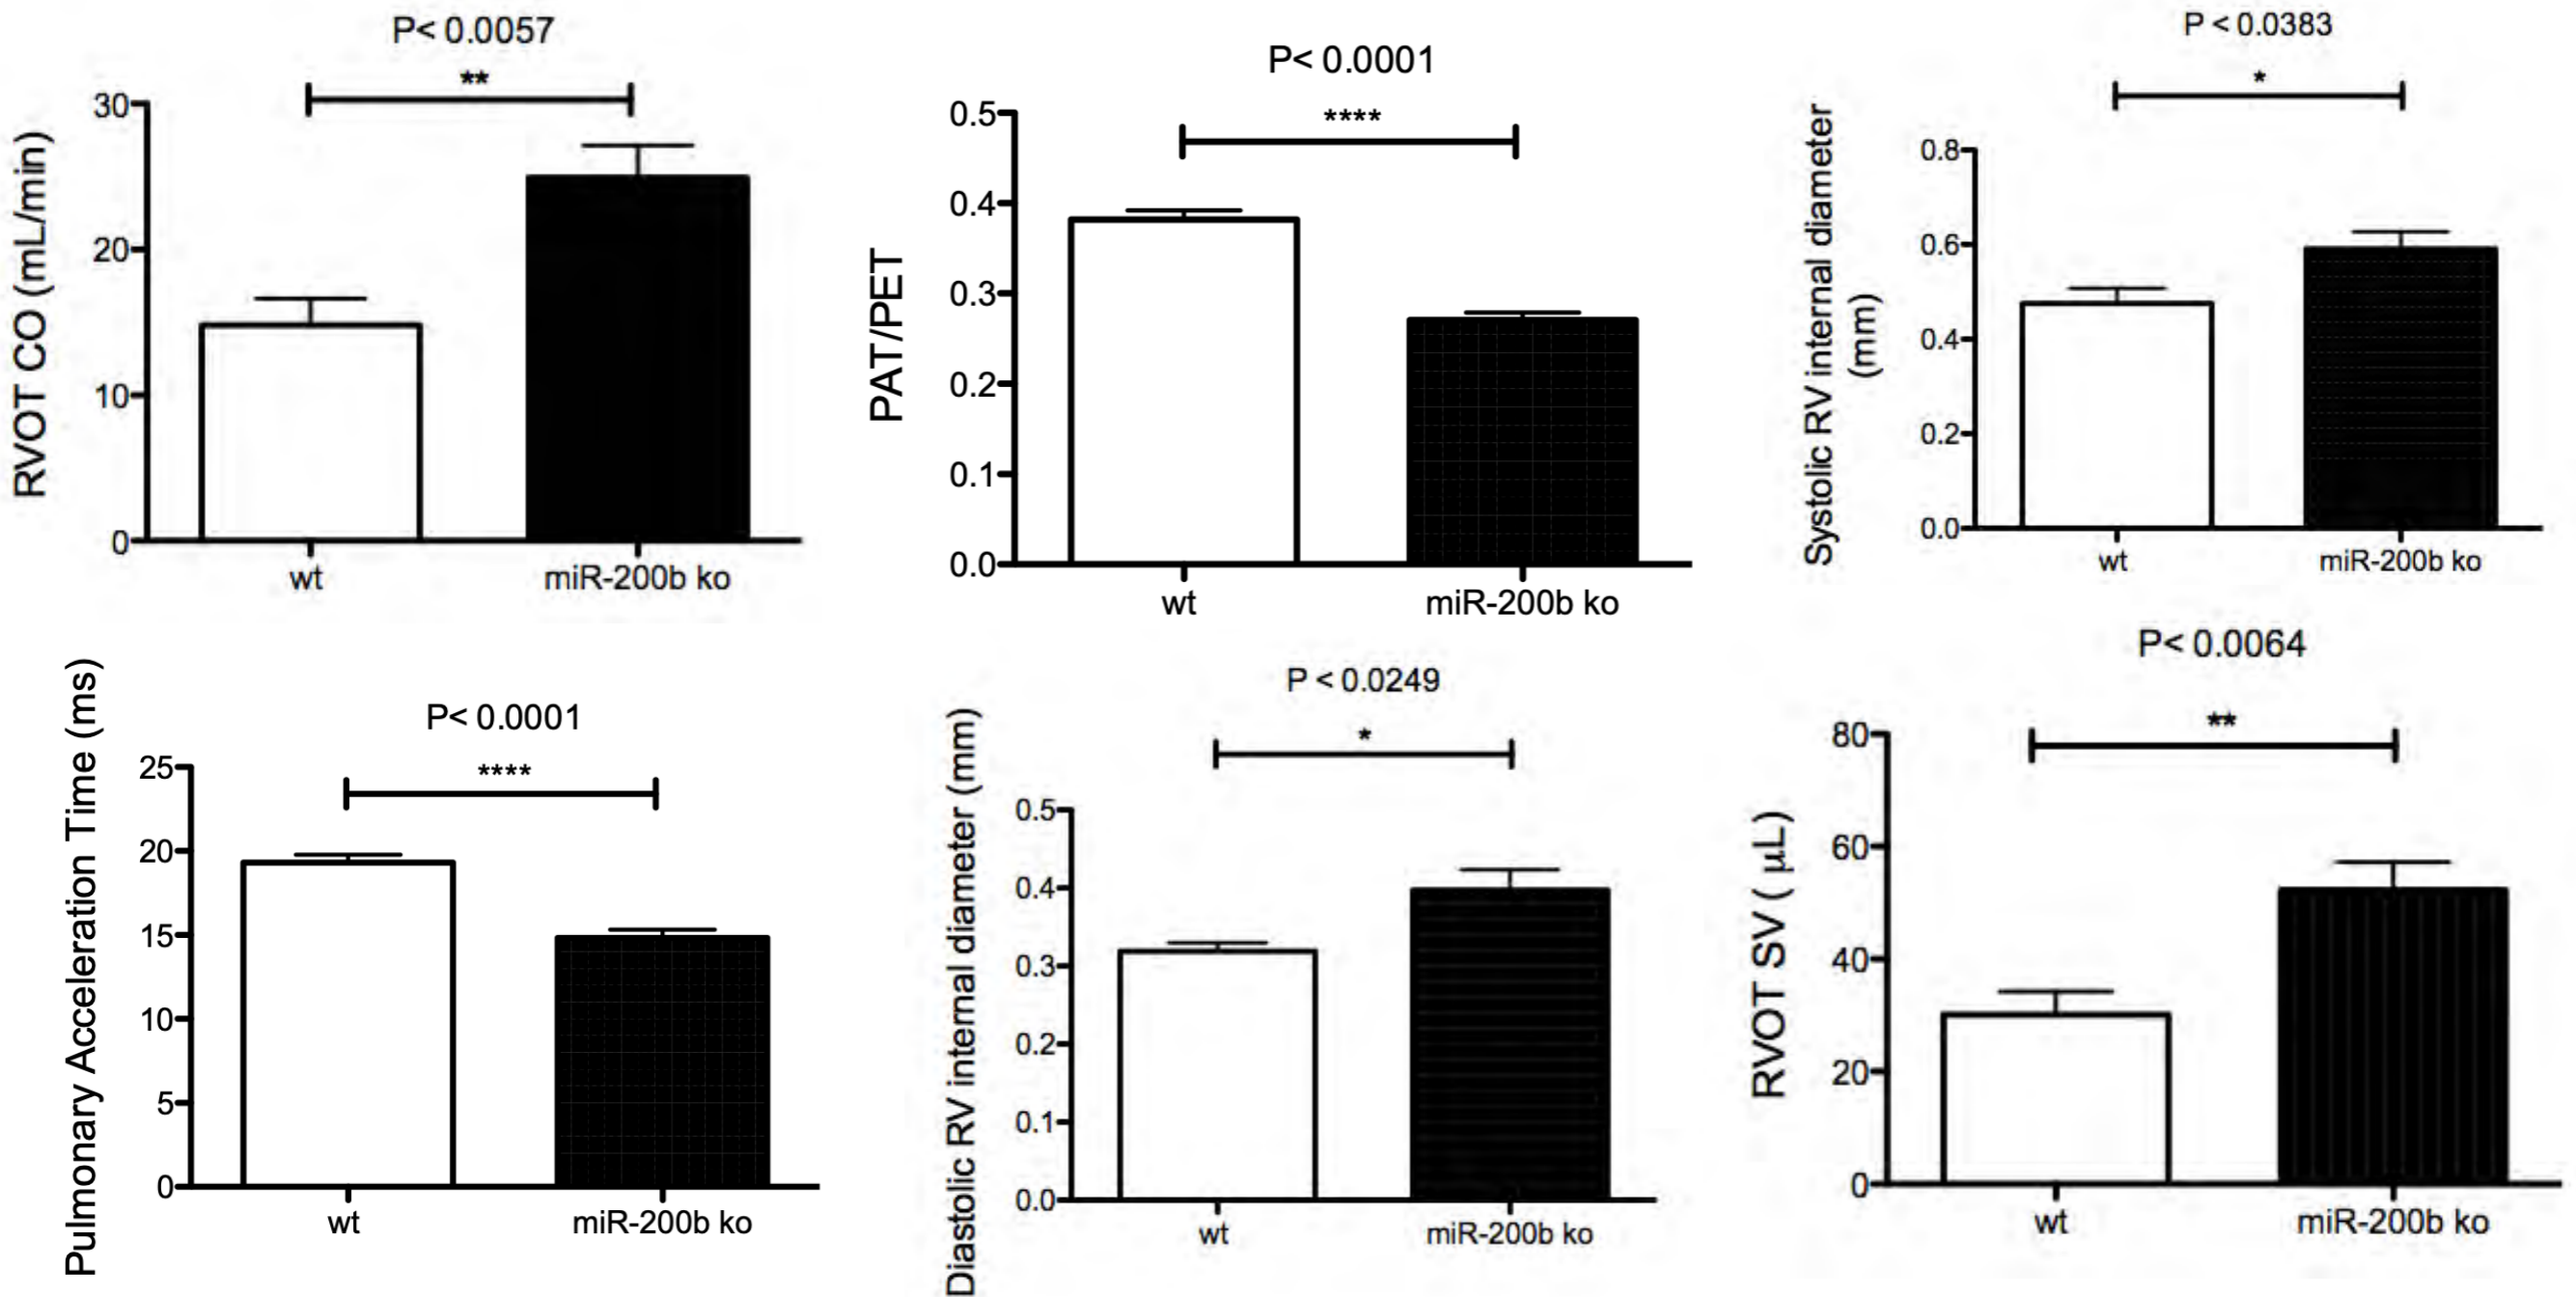 P< 0.0057
**
RVOT CO (mL/min)
30
20
10
0
wt miR-200b ko
P< 0.0001
****
PAT/PET
0.5
0.4
0.3
0.2
0.1
0.0
wt miR-200b ko
P < 0.0383
*
Systolic RV internal diameter
(mm)
0.8
0.6
0.4
0.2
0.0
wt miR-200b ko
P< 0.0001
****
Pulmonary Acceleration Time (ms)
25
20
15
10
5
0
wt miR-200b ko
P < 0.0249
*
Diastolic RV internal diameter (mm)
0.5
0.4
0.3
0.2
0.1
0.0
wt miR-200b ko
P< 0.0064
**
RVOT SV ( μL)
80
60
40
20
0
wt miR-200b ko